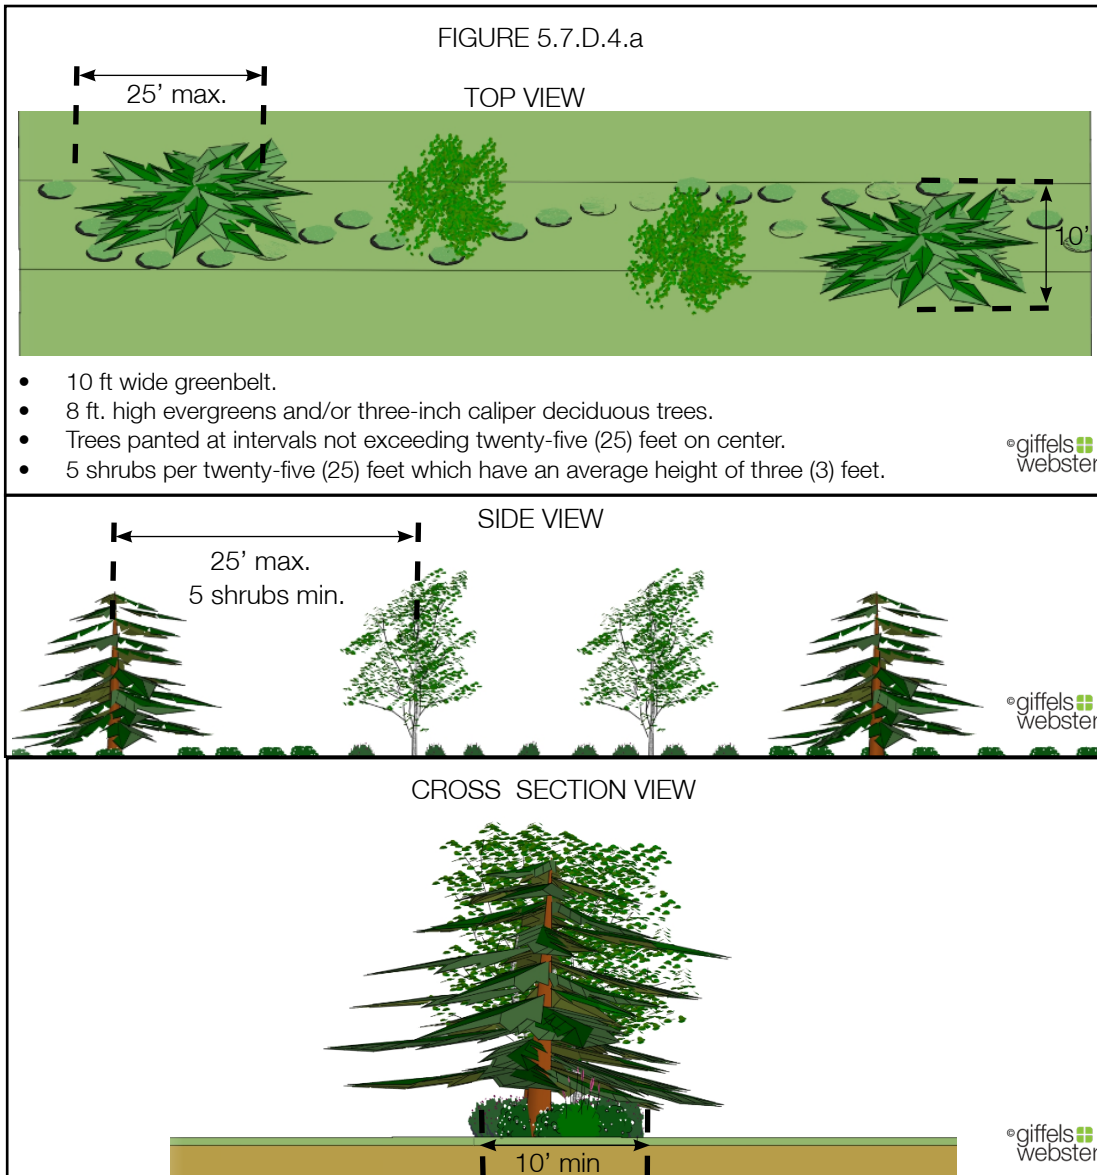 FIGURE 5.7.D.4.a
25’ max.
TOP VIEW
10’
• 10 ft wide greenbelt.
• 8 ft. high evergreens and/or three-inch caliper deciduous trees.
• Trees panted at intervals not exceeding twenty-five (25) feet on center.
• 5 shrubs per twenty-five (25) feet which have an average height of three (3) feet.
©giffels
webster
SIDE VIEW
25’ max.
5 shrubs min.
©giffels
webster
CROSS SECTION VIEW
10’ min
©giffels
webster